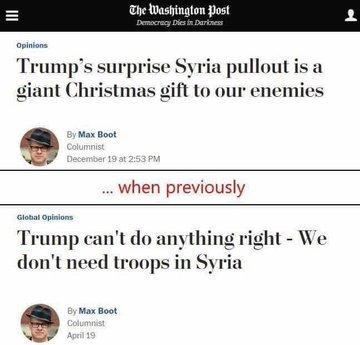 The Washington Post
Democracy Dies in Darkness
Opinions
Trump's surprise Syria pullout is a
giant Christmas gift to our enemies
By Max Boot
Columnist
December 19 at 2:53 PM
... when previously
Global Opinions
Trump can't do anything right - We
don't need troops in Syria
By Max Boot
Columnist
April 19